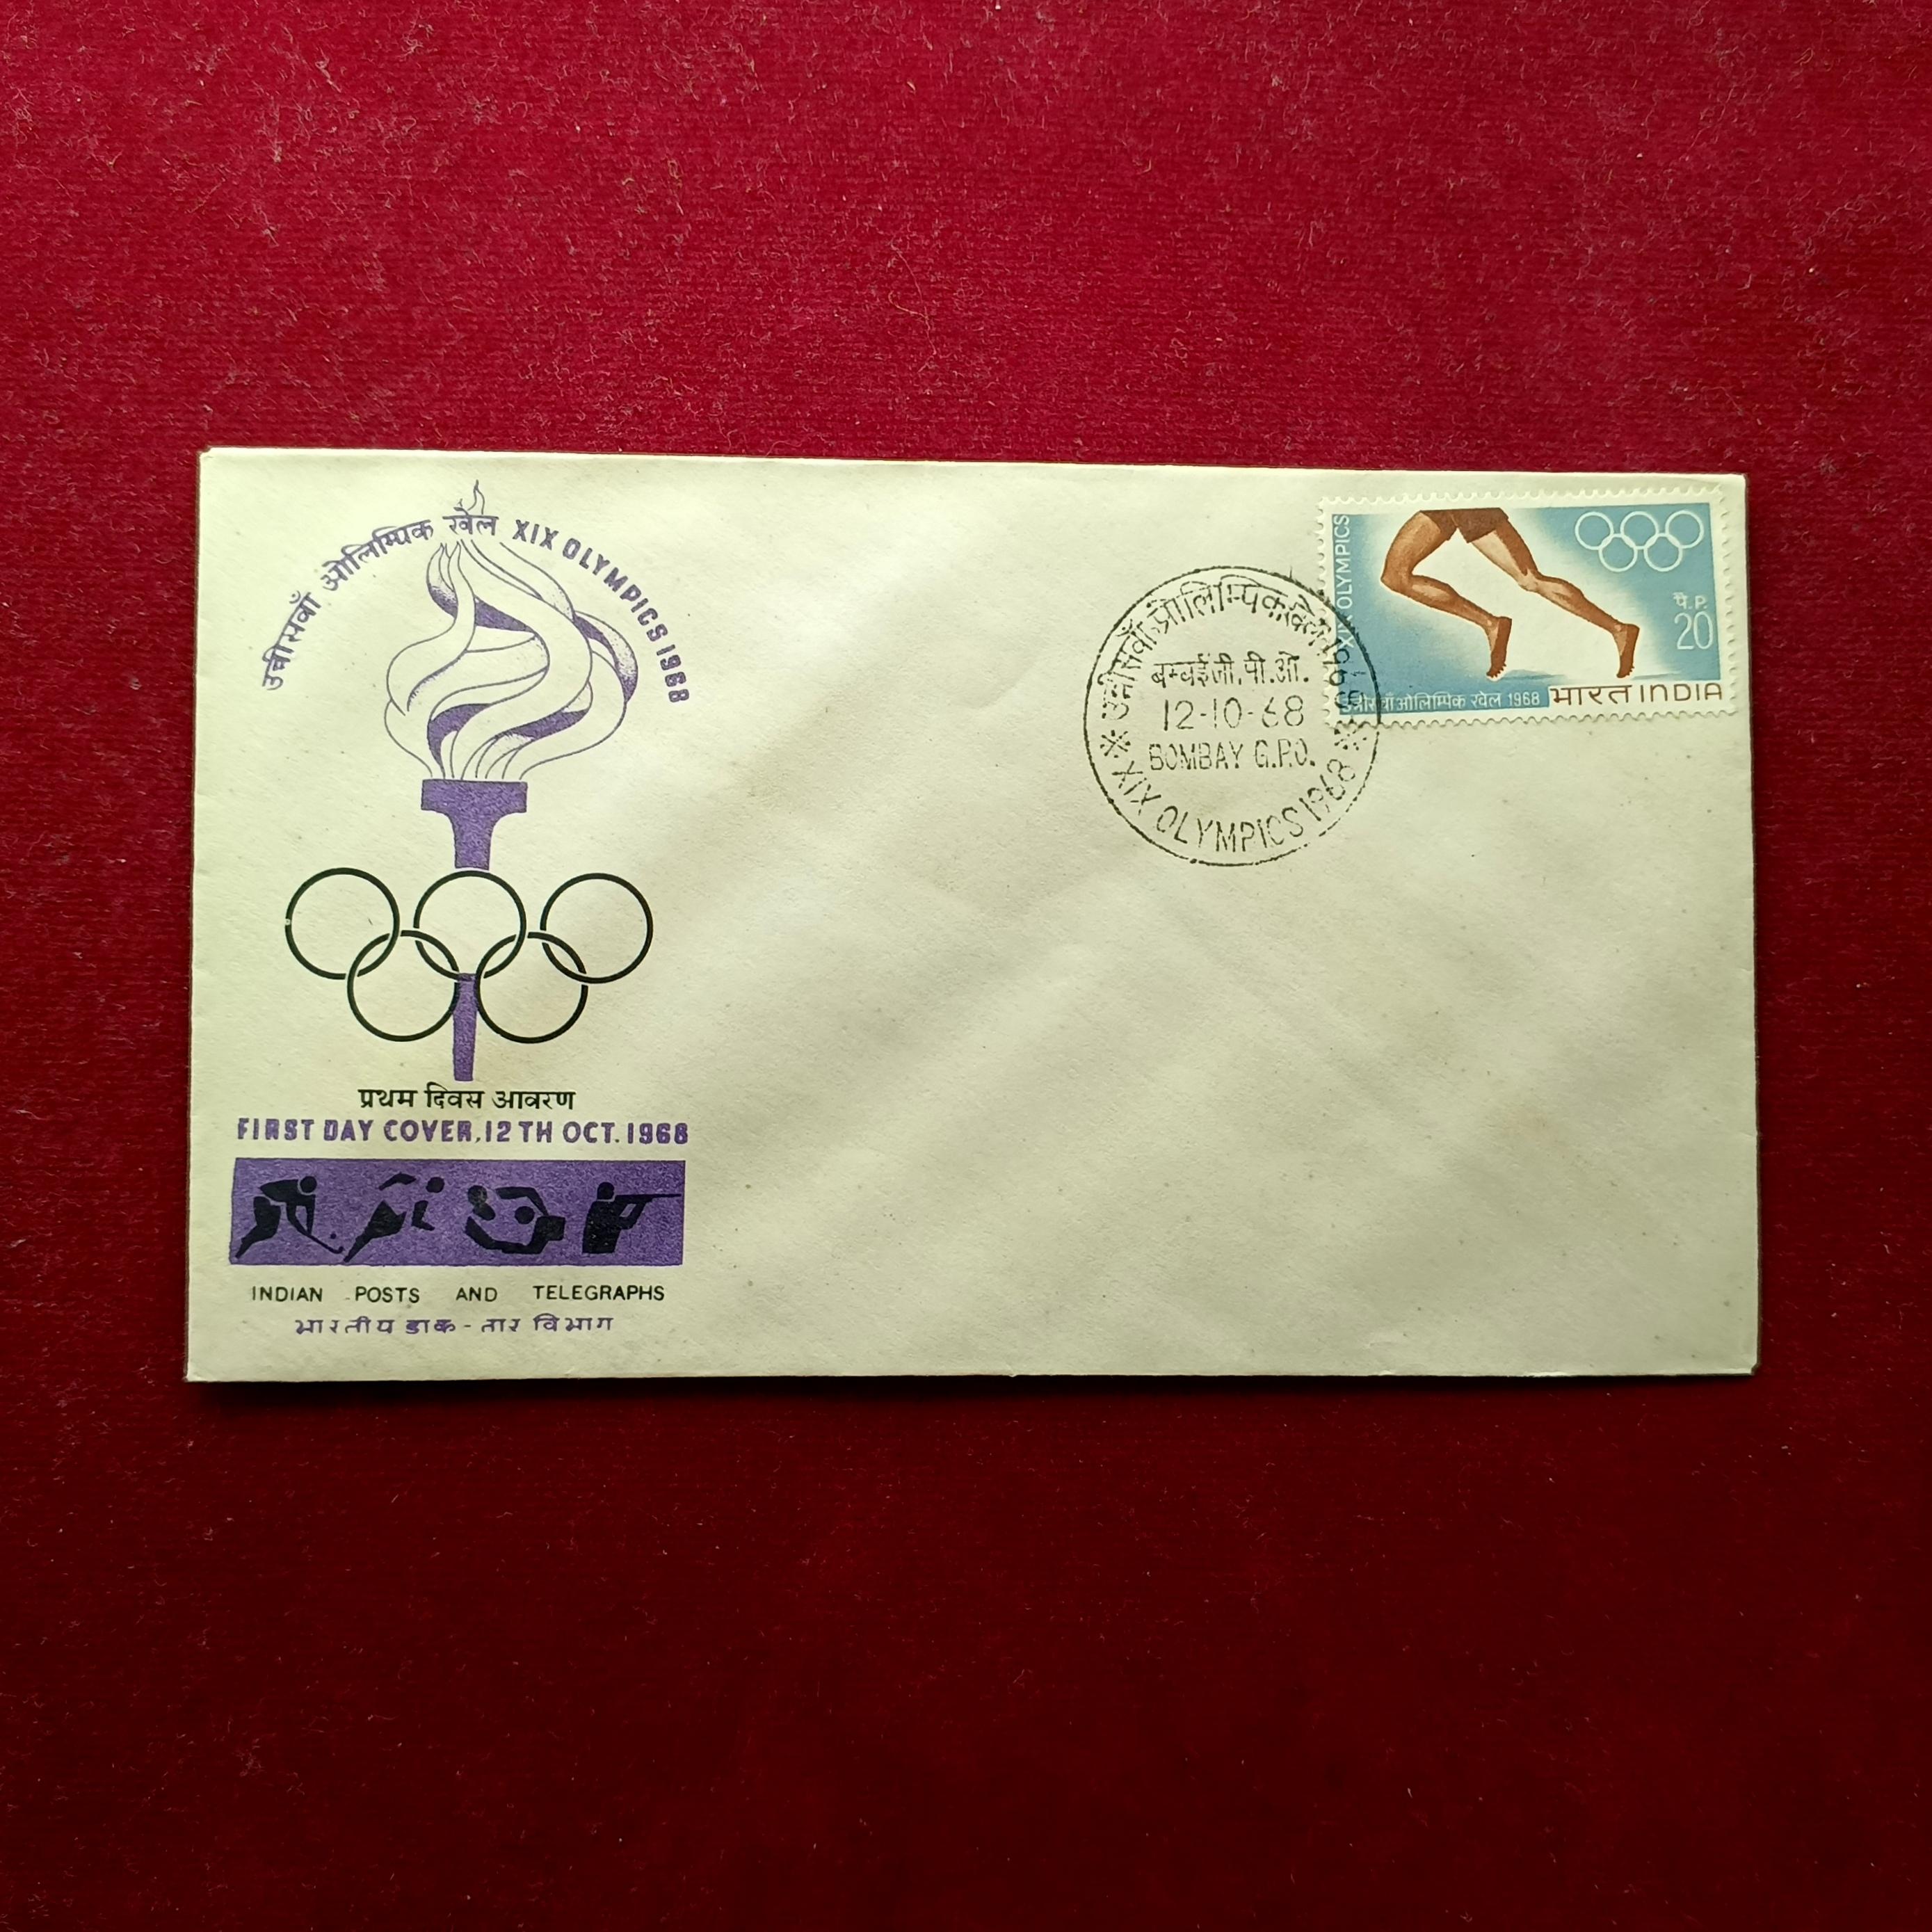 उन्नीसवाँ ओलिम्पिक खेल XIX OLYMPICS 1968
प्रथम दिवस आवरण
FIRST DAY COVER, 12 TH OCT. 1968
INDIAN POSTS AND TELEGRAPHS
भारतीय डाक - तार विभाग
उन्नीसवाँ ओलिम्पिक खेल १९६८
बम्बई जी. पी. ओ.
12-10-68
BOMBAY G.P.O.
XIX OLYMPICS 1968
XIX OLYMPICS
पै. P.
20
उन्नीसवाँ ओलिम्पिक खेल 1968 भारत INDIA